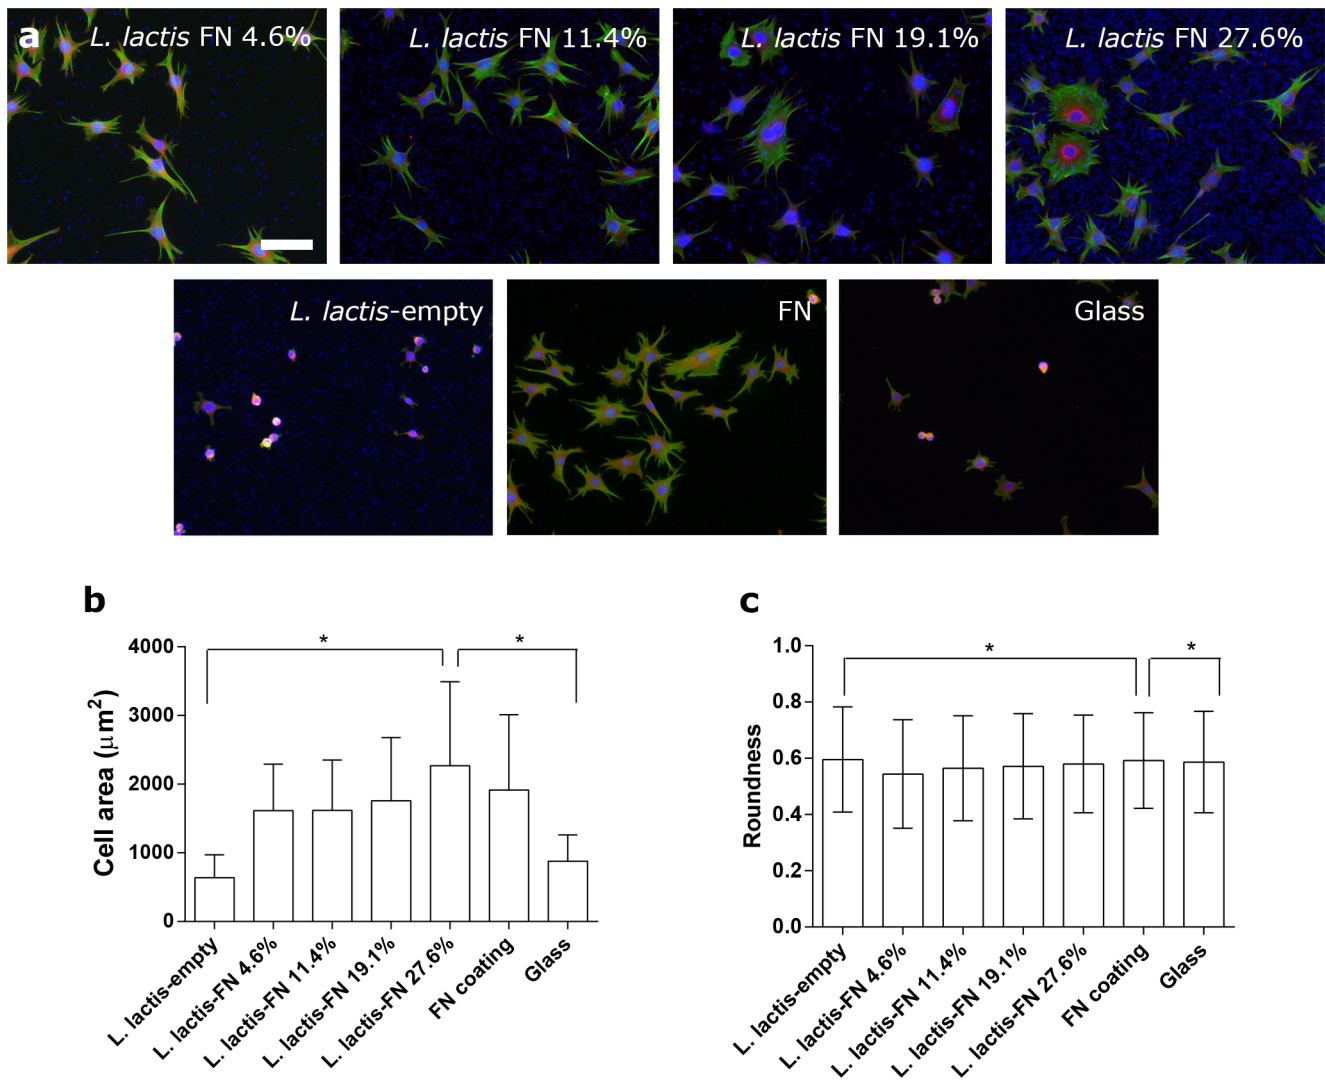 a
L. lactis FN 4.6%
L. lactis FN 11.4%
L. lactis FN 19.1%
L. lactis FN 27.6%
L. lactis-empty
FN
Glass
b
Cell area (μm²)
4000
3000
2000
1000
0
*
*
L. lactis-empty
L. lactis-FN 4.6%
L. lactis-FN 11.4%
L. lactis-FN 19.1%
L. lactis-FN 27.6%
FN coating
Glass
c
Roundness
1.0
0.8
0.6
0.4
0.2
0.0
*
*
L. lactis-empty
L. lactis-FN 4.6%
L. lactis-FN 11.4%
L. lactis-FN 19.1%
L. lactis-FN 27.6%
FN coating
Glass